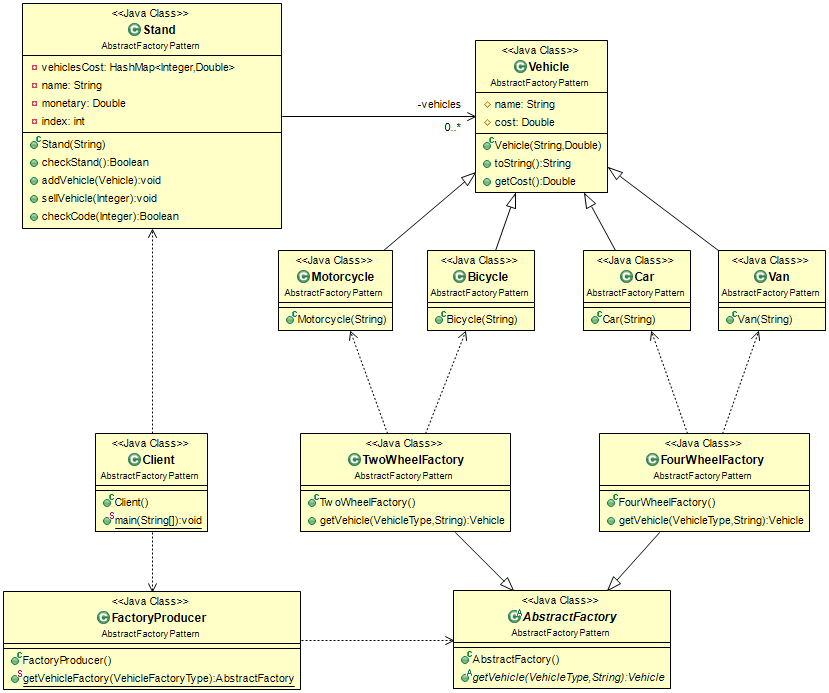 <<Java Class>>
Stand
AbstractFactory Pattern
vehiclesCost: HashMap<Integer,Double>
name: String
monetary: Double
index: int
Stand(String)
checkStand():Boolean
addVehicle(Vehicle):void
sellVehicle(Integer):void
checkCode(Integer):Boolean
-vehicles
0..*
<<Java Class>>
Vehicle
AbstractFactory Pattern
name: String
cost: Double
Vehicle(String,Double)
toString():String
getCost():Double
<<Java Class>>
Motorcycle
AbstractFactory Pattern
Motorcycle(String)
<<Java Class>>
Bicycle
AbstractFactory Pattern
Bicycle(String)
<<Java Class>>
Car
AbstractFactory Pattern
Car(String)
<<Java Class>>
Van
AbstractFactory Pattern
Van(String)
<<Java Class>>
Client
AbstractFactory Pattern
Client()
main(String[]):void
<<Java Class>>
TwoWheelFactory
AbstractFactory Pattern
TwoWheelFactory()
getVehicle(VehicleType,String):Vehicle
<<Java Class>>
FourWheelFactory
AbstractFactory Pattern
FourWheelFactory()
getVehicle(VehicleType,String):Vehicle
<<Java Class>>
FactoryProducer
AbstractFactory Pattern
FactoryProducer()
getVehicleFactory(VehicleFactoryType):AbstractFactory
<<Java Class>>
AbstractFactory
AbstractFactory Pattern
AbstractFactory()
getVehicle(VehicleType,String):Vehicle